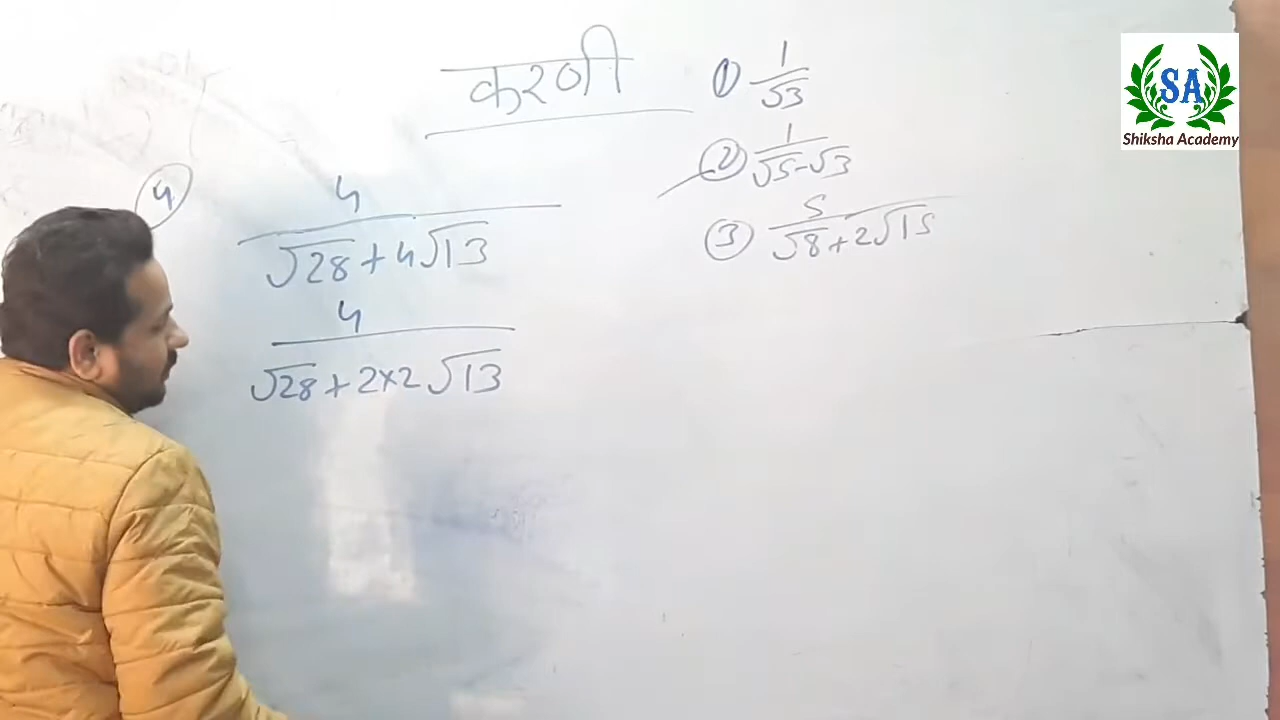 करणी
① 1/√3
② 1/(√5-√3)
③ 5/(√8+2√15)
④ 4/(√28+4√13)
4/(√28+2×2√13)
SA
Shiksha Academy